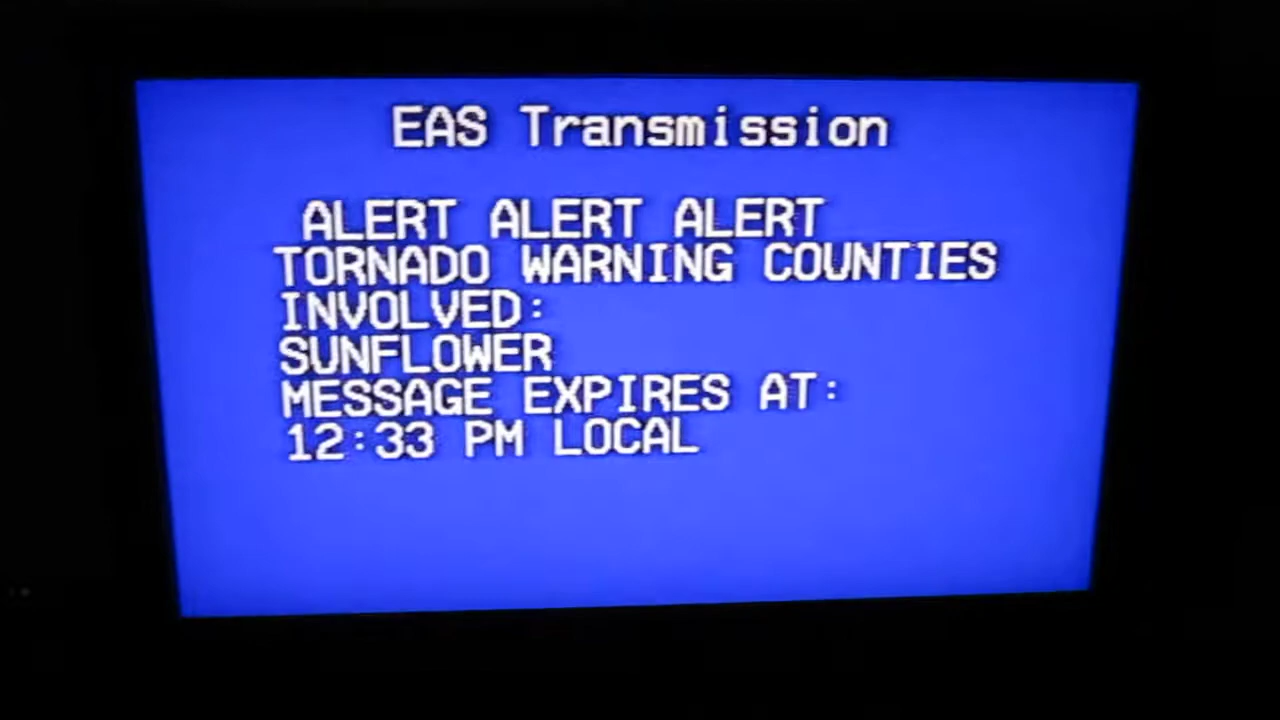 EAS Transmission
ALERT ALERT ALERT
TORNADO WARNING COUNTIES
INVOLVED:
SUNFLOWER
MESSAGE EXPIRES AT:
12:33 PM LOCAL